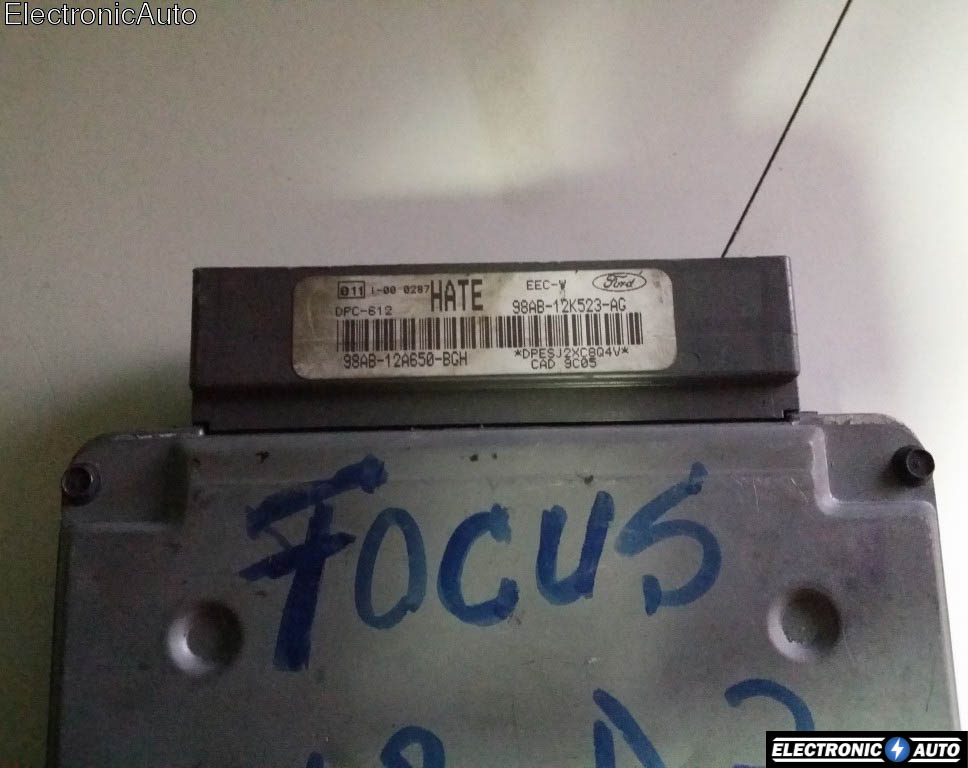 ElectronicAuto
011 L-00 0287 HATE EEC-V Ford
DPC-612 98AB-12K523-AG
98AB-12A650-BGH *DPESJ2XC8Q4V*
CAD 9C05
FOCUS
ELECTRONIC AUTO